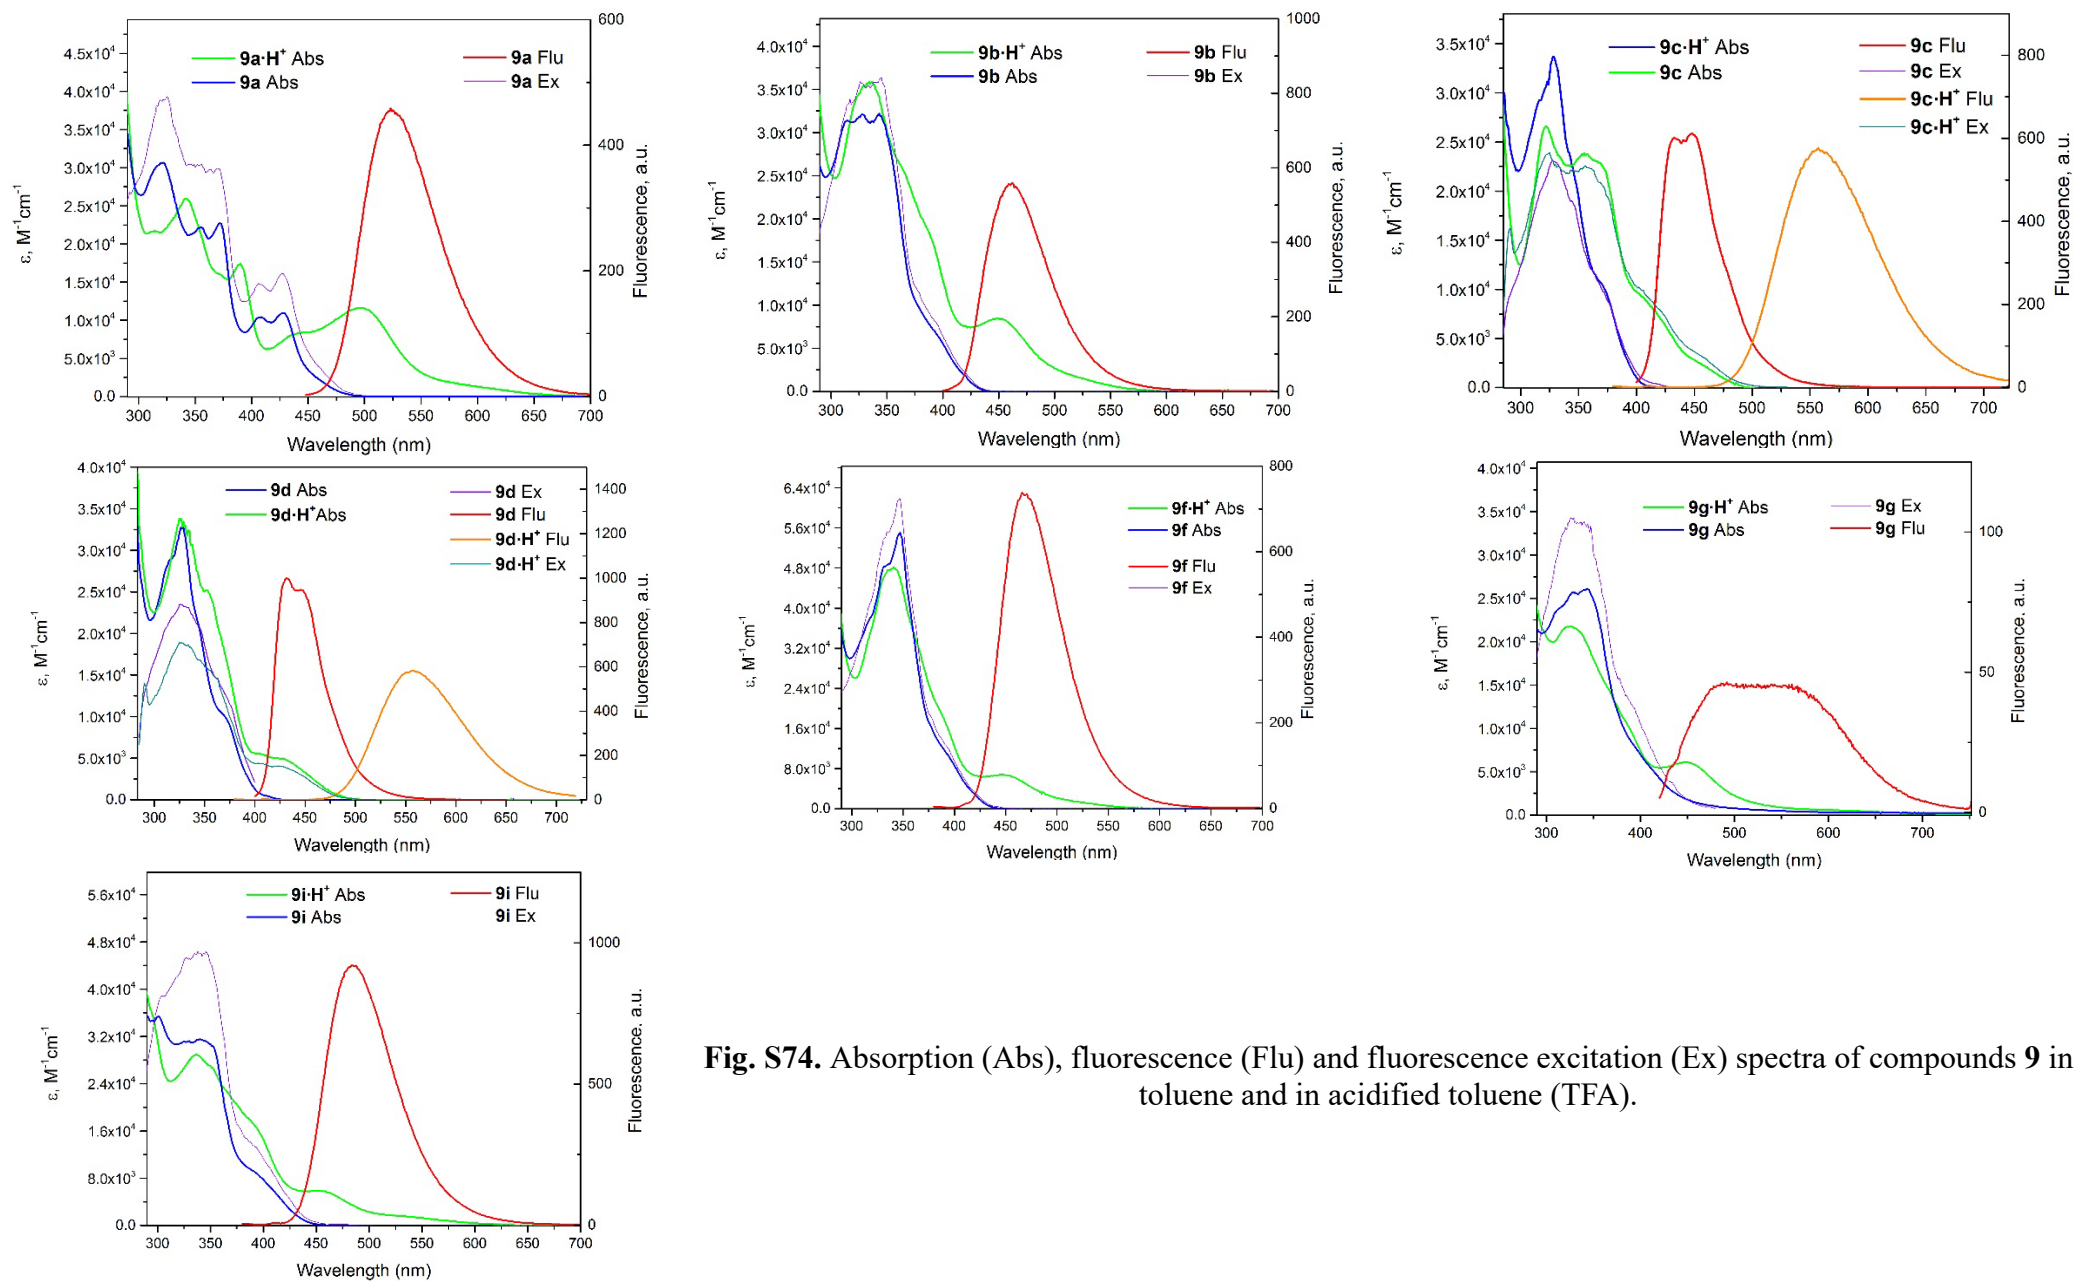 600
4.5x10⁴
4.0x10⁴
3.5x10⁴
3.0x10⁴
2.5x10⁴
2.0x10⁴
1.5x10⁴
1.0x10⁴
5.0x10³
0.0
ε, M⁻¹cm⁻¹
9a·H⁺ Abs
9a Abs
9a Flu
9a Ex
400
200
0
Fluorescence, a.u.
300 350 400 450 500 550 600 650 700
Wavelength (nm)
1000
4.0x10⁴
3.5x10⁴
3.0x10⁴
2.5x10⁴
2.0x10⁴
1.5x10⁴
1.0x10⁴
5.0x10³
0.0
ε, M⁻¹cm⁻¹
9b·H⁺ Abs
9b Abs
9b Flu
9b Ex
800
600
400
200
0
Fluorescence, a.u.
300 350 400 450 500 550 600 650 700
Wavelength (nm)
3.5x10⁴
3.0x10⁴
2.5x10⁴
2.0x10⁴
1.5x10⁴
1.0x10⁴
5.0x10³
0.0
ε, M⁻¹cm⁻¹
9c·H⁺ Abs
9c Abs
9c Flu
9c Ex
9c·H⁺ Flu
9c·H⁺ Ex
800
600
400
200
0
Fluorescence, a.u.
300 350 400 450 500 550 600 650 700
Wavelength (nm)
4.0x10⁴
3.5x10⁴
3.0x10⁴
2.5x10⁴
2.0x10⁴
1.5x10⁴
1.0x10⁴
5.0x10³
0.0
ε, M⁻¹cm⁻¹
9d Abs
9d·H⁺Abs
9d Ex
9d Flu
9d·H⁺ Flu
9d·H⁺ Ex
1400
1200
1000
800
600
400
200
0
Fluorescence, a.u.
300 350 400 450 500 550 600 650 700
Wavelength (nm)
6.4x10⁴
5.6x10⁴
4.8x10⁴
4.0x10⁴
3.2x10⁴
2.4x10⁴
1.6x10⁴
8.0x10³
0.0
ε, M⁻¹cm⁻¹
9f·H⁺ Abs
9f Abs
9f Flu
9f Ex
800
600
400
200
0
Fluorescence, a.u.
300 350 400 450 500 550 600 650 700
Wavelength (nm)
4.0x10⁴
3.5x10⁴
3.0x10⁴
2.5x10⁴
2.0x10⁴
1.5x10⁴
1.0x10⁴
5.0x10³
0.0
ε, M⁻¹cm⁻¹
9g·H⁺ Abs
9g Abs
9g Ex
9g Flu
100
50
0
Fluorescence, a.u.
300 400 500 600 700
Wavelength (nm)
5.6x10⁴
4.8x10⁴
4.0x10⁴
3.2x10⁴
2.4x10⁴
1.6x10⁴
8.0x10³
0.0
ε, M⁻¹cm⁻¹
9i·H⁺ Abs
9i Abs
9i Flu
9i Ex
1000
500
0
Fluorescence. a.u.
300 350 400 450 500 550 600 650 700
Wavelength (nm)
Fig. S74. Absorption (Abs), fluorescence (Flu) and fluorescence excitation (Ex) spectra of compounds 9 in
toluene and in acidified toluene (TFA).